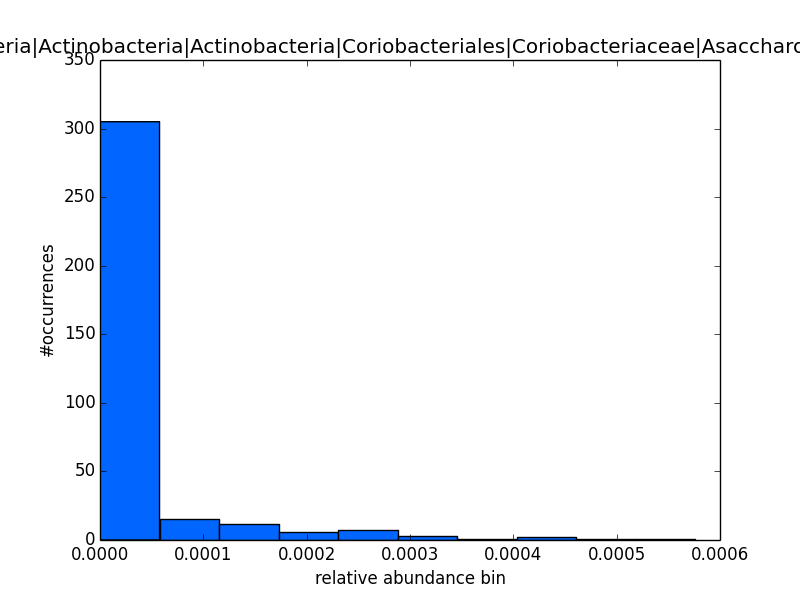 eria|Actinobacteria|Actinobacteria|Coriobacteriales|Coriobacteriaceae|Asaccharo
350
300
250
200
150
100
50
0
#occurrences
0.0000 0.0001 0.0002 0.0003 0.0004 0.0005 0.0006
relative abundance bin